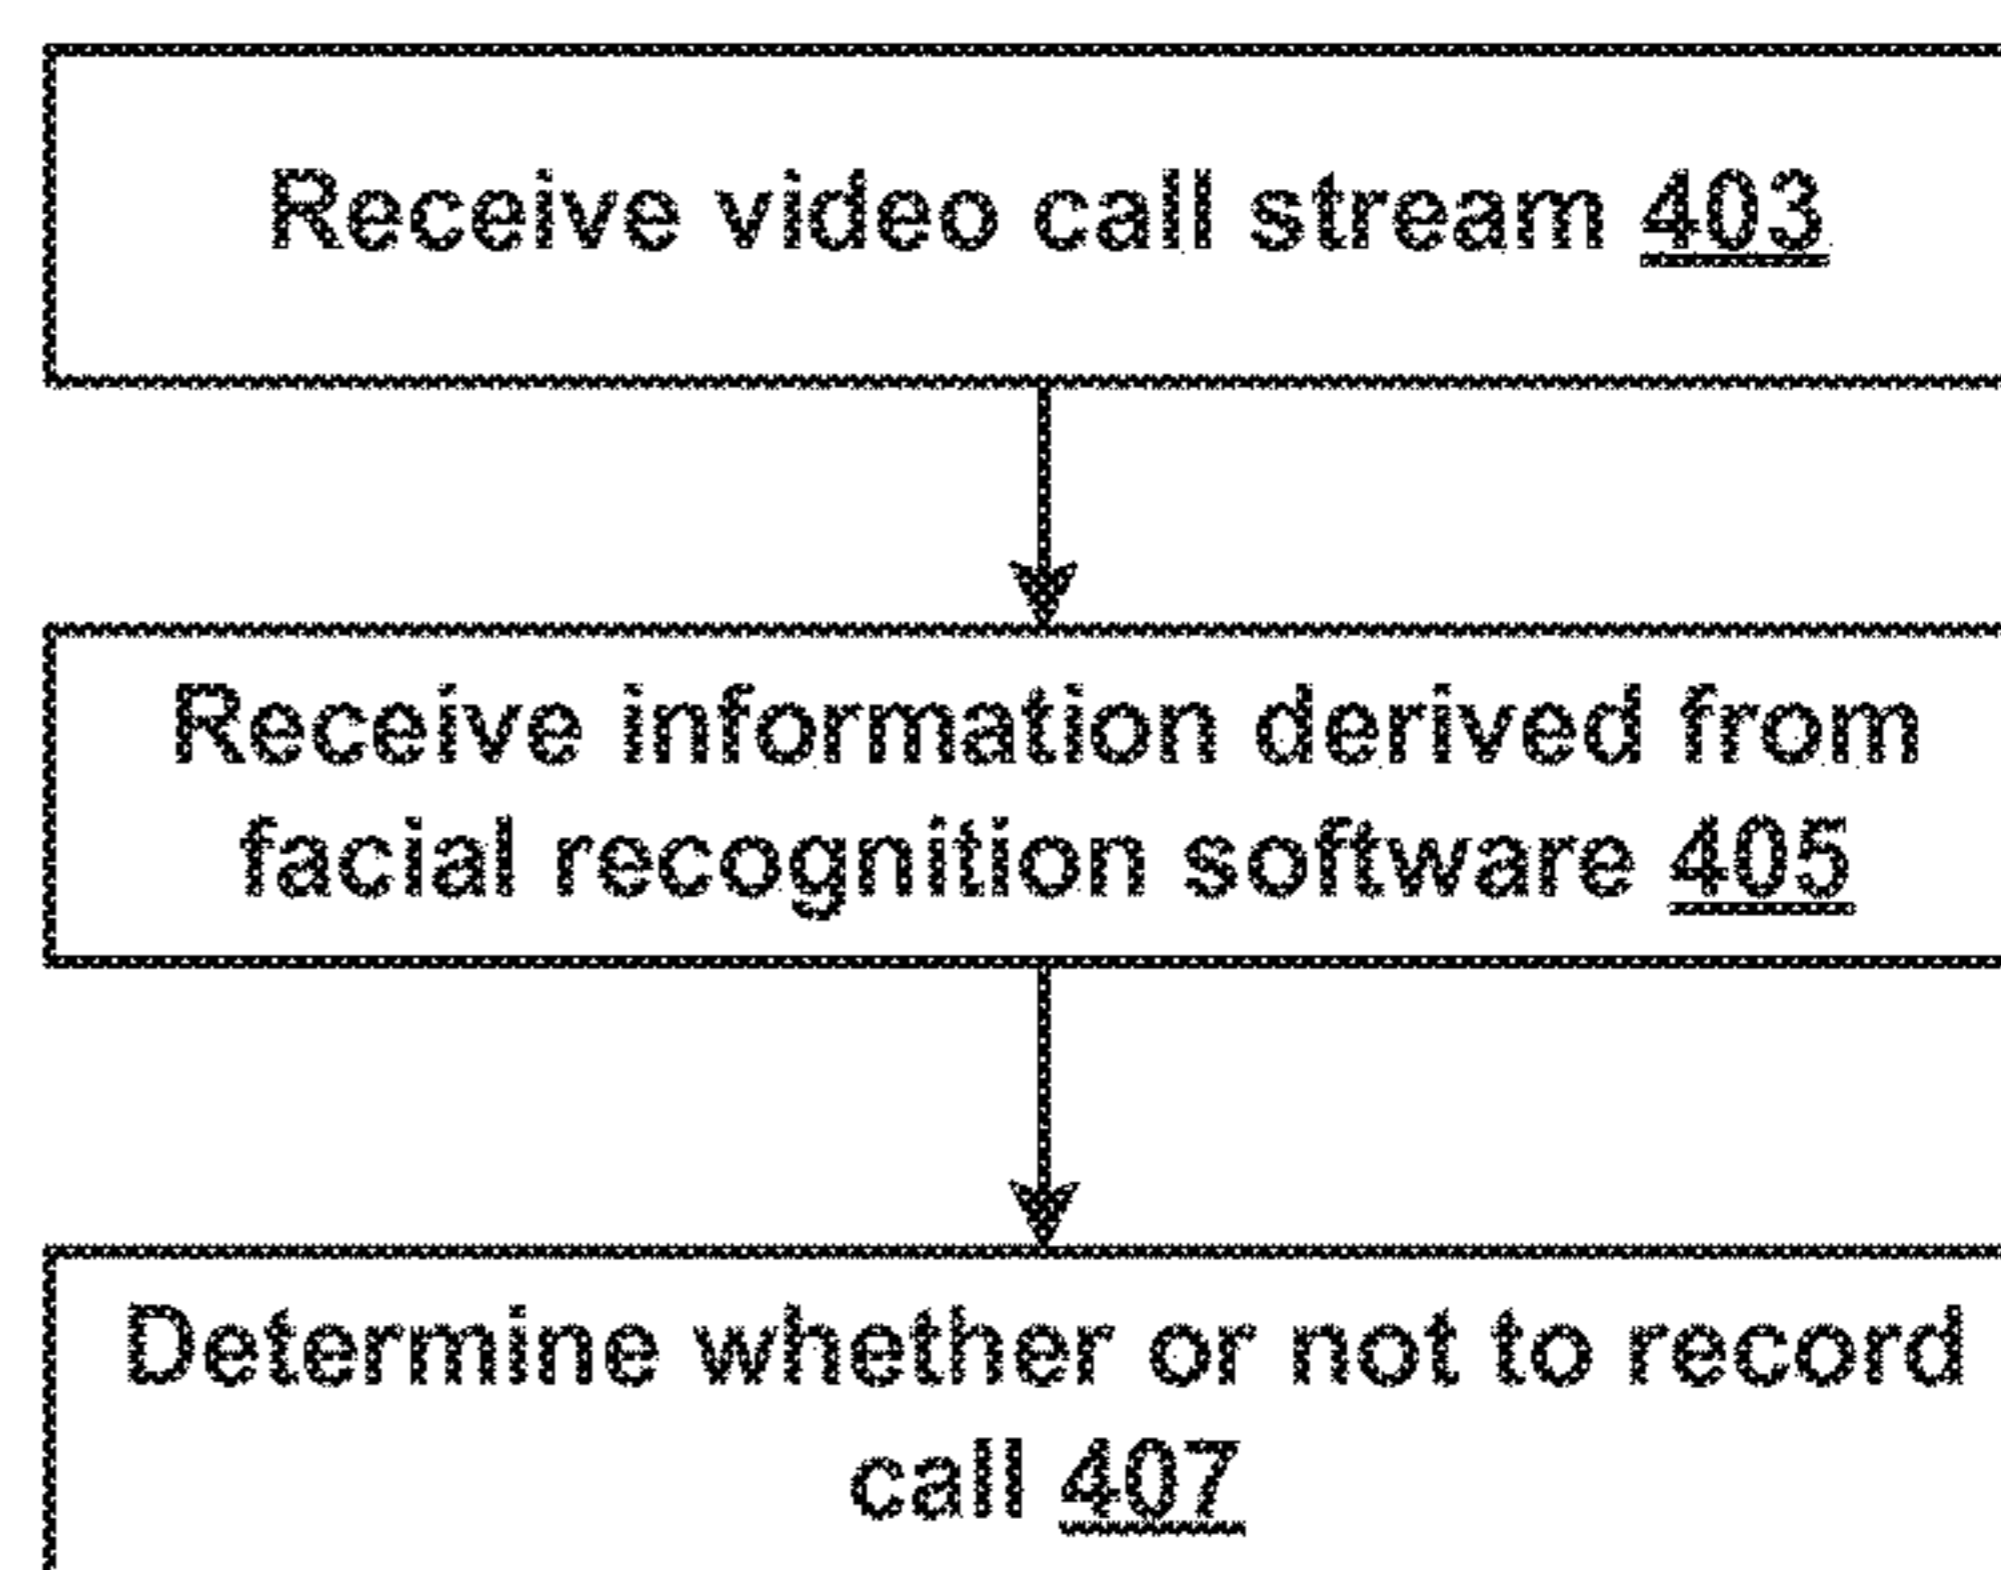 Receive video call stream 403
Receive information derived from
facial recognition software 405
Determine whether or not to record
call 407